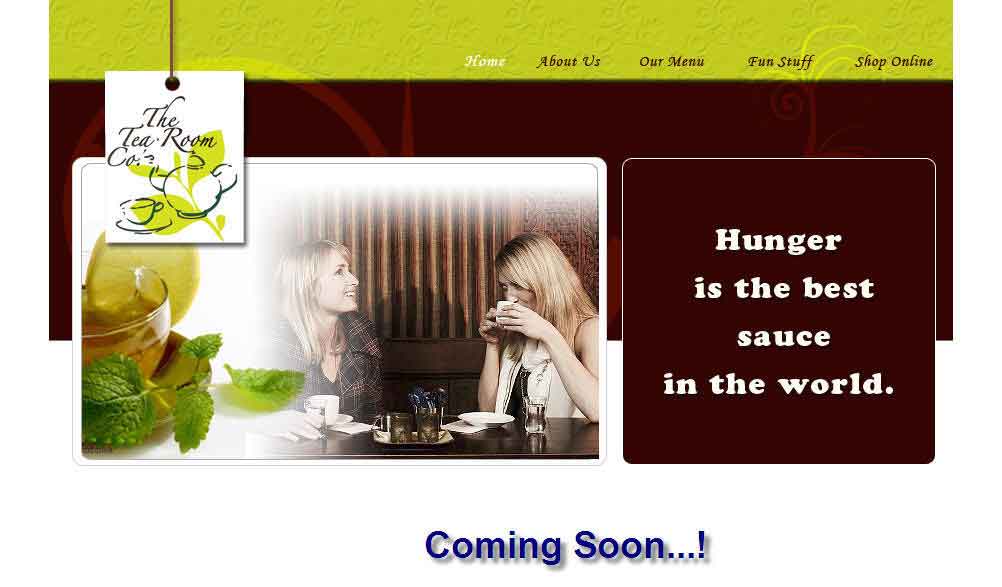 Home About Us Our Menu Fun Stuff Shop Online
The
Tea·Room
Co.
Hunger
is the best
sauce
in the world.
Coming Soon...!